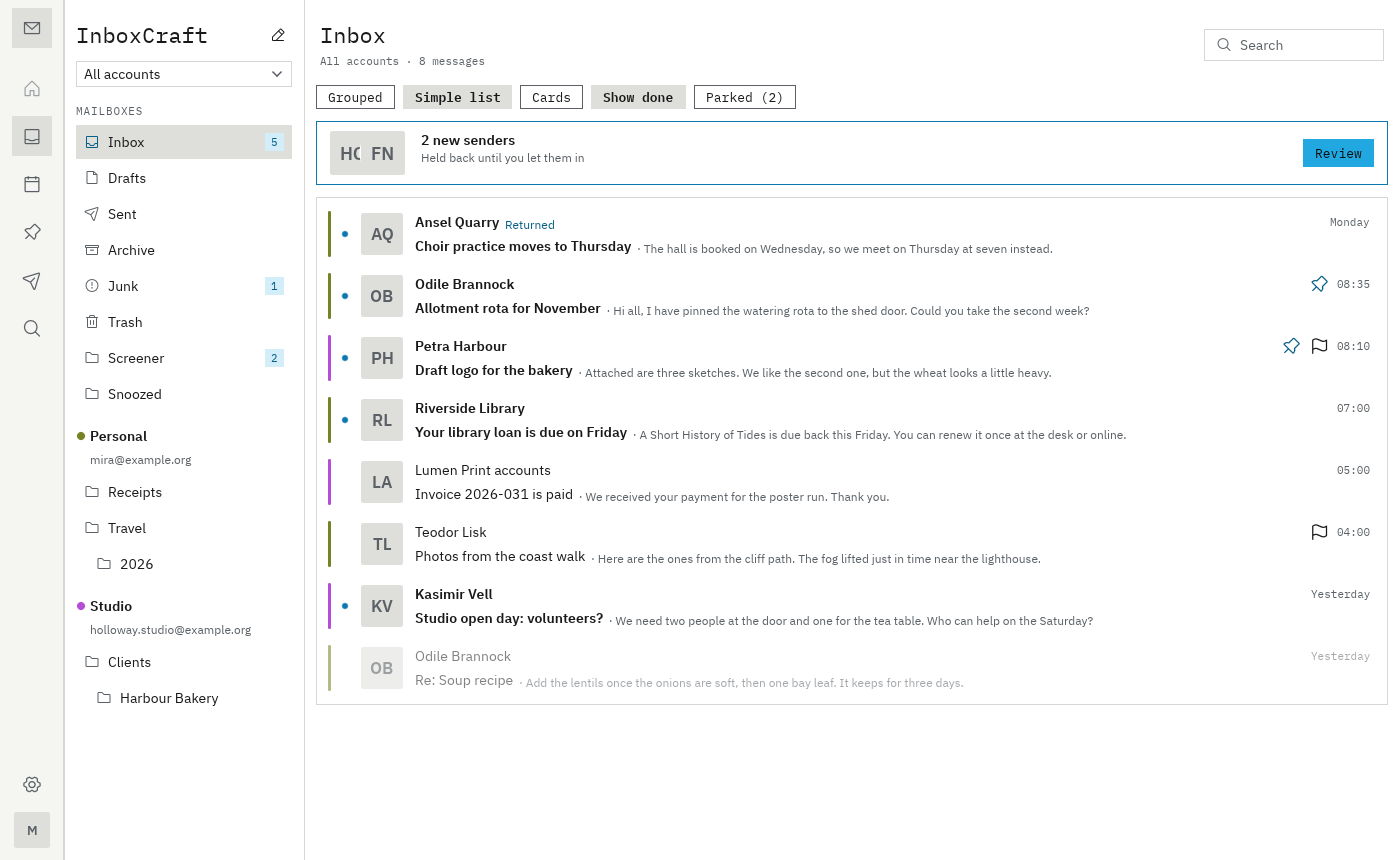 InboxCraft
All accounts
MAILBOXES
Inbox 5
Drafts
Sent
Archive
Junk 1
Trash
Screener 2
Snoozed
Personal
mira@example.org
Receipts
Travel
2026
Studio
holloway.studio@example.org
Clients
Harbour Bakery
M
Inbox
All accounts · 8 messages
Search
Grouped Simple list Cards Show done Parked (2)
FN 2 new senders
Held back until you let them in
Review
AQ Ansel Quarry Returned Monday
Choir practice moves to Thursday · The hall is booked on Wednesday, so we meet on Thursday at seven instead.
OB Odile Brannock 08:35
Allotment rota for November · Hi all, I have pinned the watering rota to the shed door. Could you take the second week?
PH Petra Harbour 08:10
Draft logo for the bakery · Attached are three sketches. We like the second one, but the wheat looks a little heavy.
RL Riverside Library 07:00
Your library loan is due on Friday · A Short History of Tides is due back this Friday. You can renew it once at the desk or online.
LA Lumen Print accounts 05:00
Invoice 2026-031 is paid · We received your payment for the poster run. Thank you.
TL Teodor Lisk 04:00
Photos from the coast walk · Here are the ones from the cliff path. The fog lifted just in time near the lighthouse.
KV Kasimir Vell Yesterday
Studio open day: volunteers? · We need two people at the door and one for the tea table. Who can help on the Saturday?
OB Odile Brannock Yesterday
Re: Soup recipe · Add the lentils once the onions are soft, then one bay leaf. It keeps for three days.